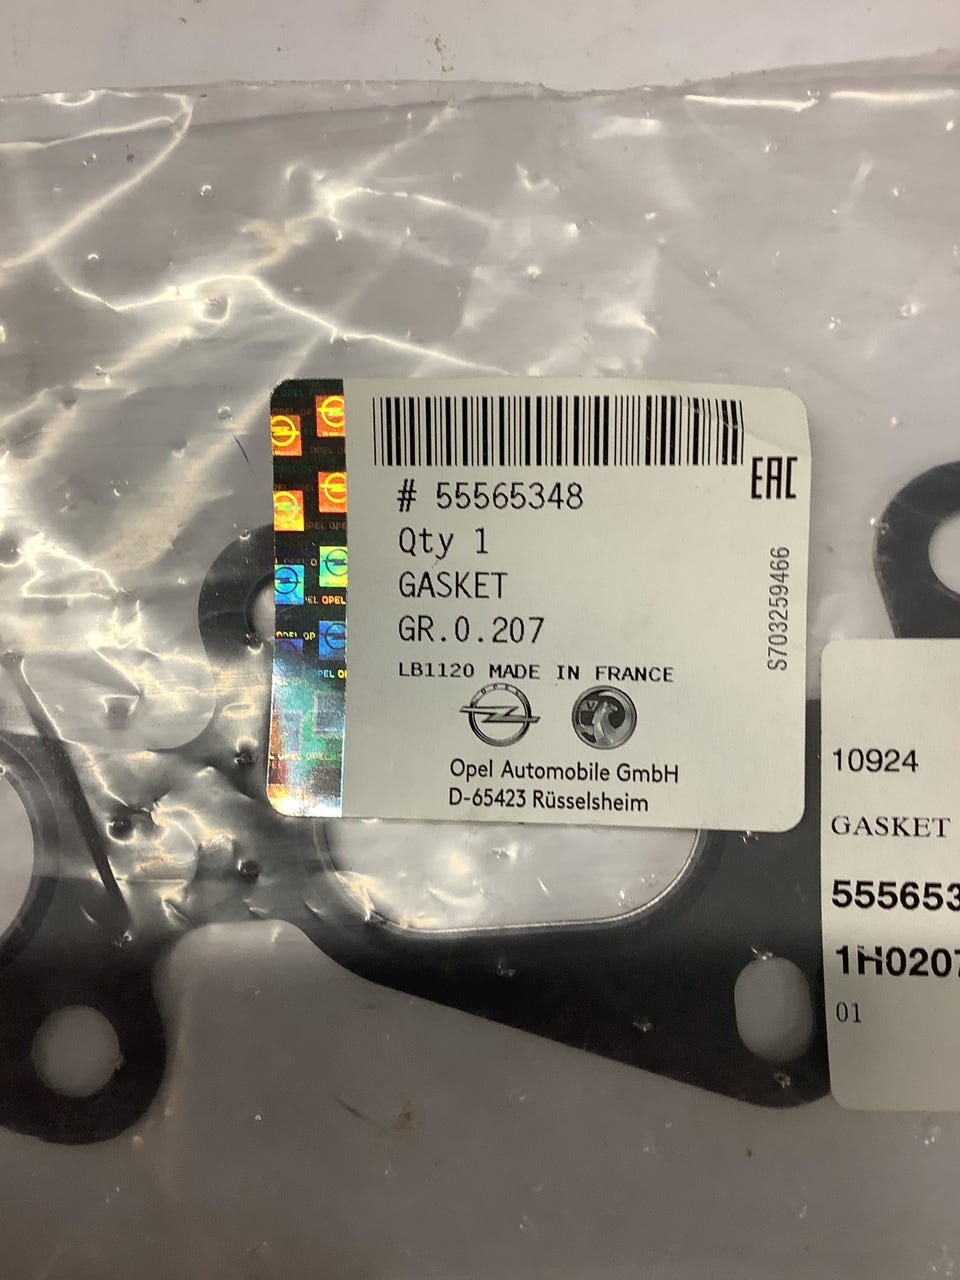 # 55565348
Qty 1
GASKET
GR.0.207
LB1120 MADE IN FRANCE
Opel Automobile GmbH
D-65423 Rüsselsheim
EAC
S703259466
OPEL
10924
GASKET
555653
1H0207
01